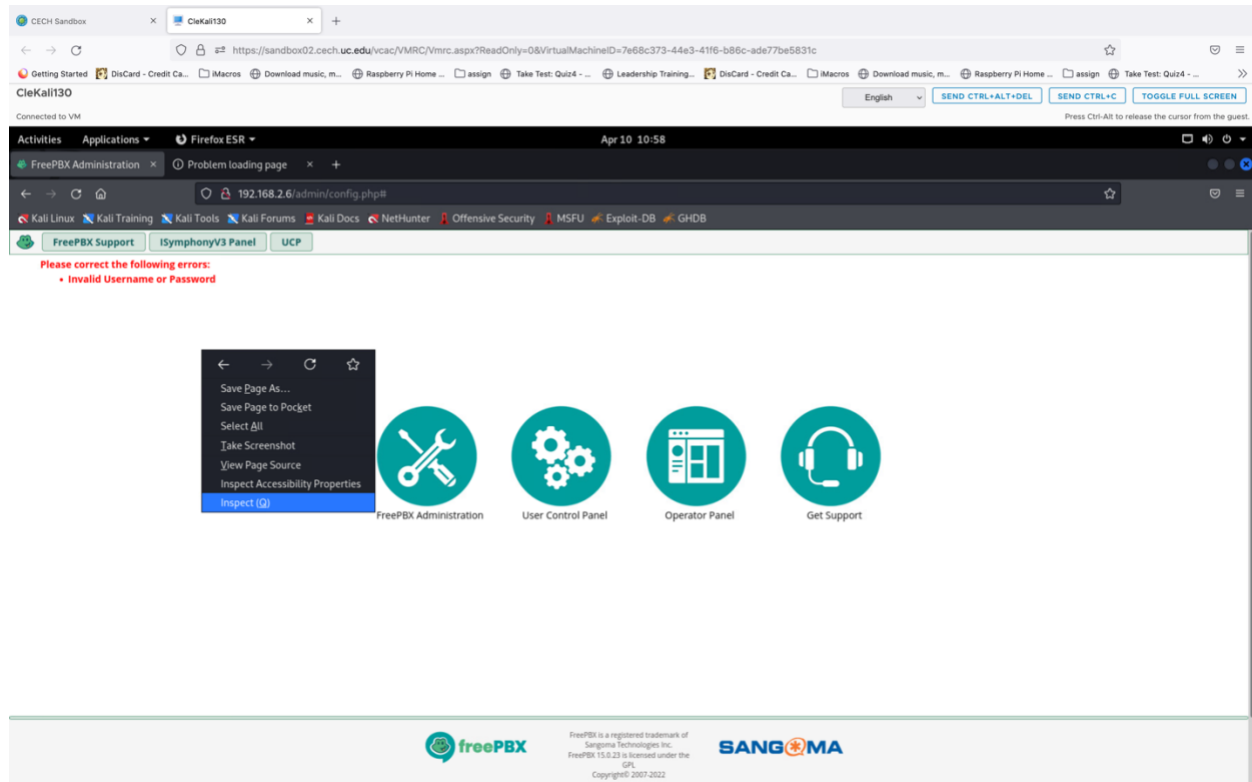 CECH Sandbox CleKali130
https://sandbox02.cech.uc.edu/vcac/VMRC/Vmrc.aspx?ReadOnly=0&VirtualMachineID=7e68c373-44e3-41f6-b86c-ade77be5831c
Getting Started DisCard - Credit Ca... iMacros Download music, m... Raspberry Pi Home ... assign Take Test: Quiz4 - ... Leadership Training... DisCard - Credit Ca... iMacros Download music, m... Raspberry Pi Home ... assign Take Test: Quiz4 - ...
CleKali130 English SEND CTRL+ALT+DEL SEND CTRL+C TOGGLE FULL SCREEN
Connected to VM Press Ctrl-Alt to release the cursor from the guest.
Activities Applications Firefox ESR Apr 10 10:58
FreePBX Administration Problem loading page
192.168.2.6/admin/config.php#
Kali Linux Kali Training Kali Tools Kali Forums Kali Docs NetHunter Offensive Security MSFU Exploit-DB GHDB
FreePBX Support ISymphonyV3 Panel UCP
Please correct the following errors:
• Invalid Username or Password
Save Page As...
Save Page to Pocket
Select All
Take Screenshot
View Page Source
Inspect Accessibility Properties
Inspect (Q)
FreePBX Administration User Control Panel Operator Panel Get Support
freePBX
FreePBX is a registered trademark of
Sangoma Technologies Inc.
FreePBX 15.0.23 is licensed under the
GPL
Copyright© 2007-2022
SANGOMA